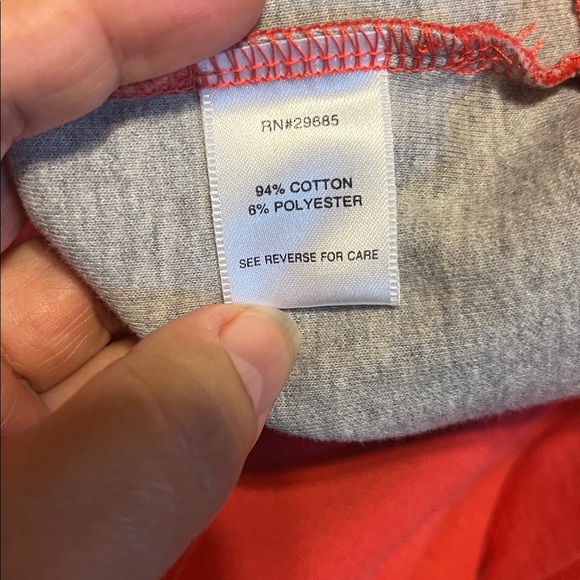 RN#29685
94% COTTON
6% POLYESTER
SEE REVERSE FOR CARE